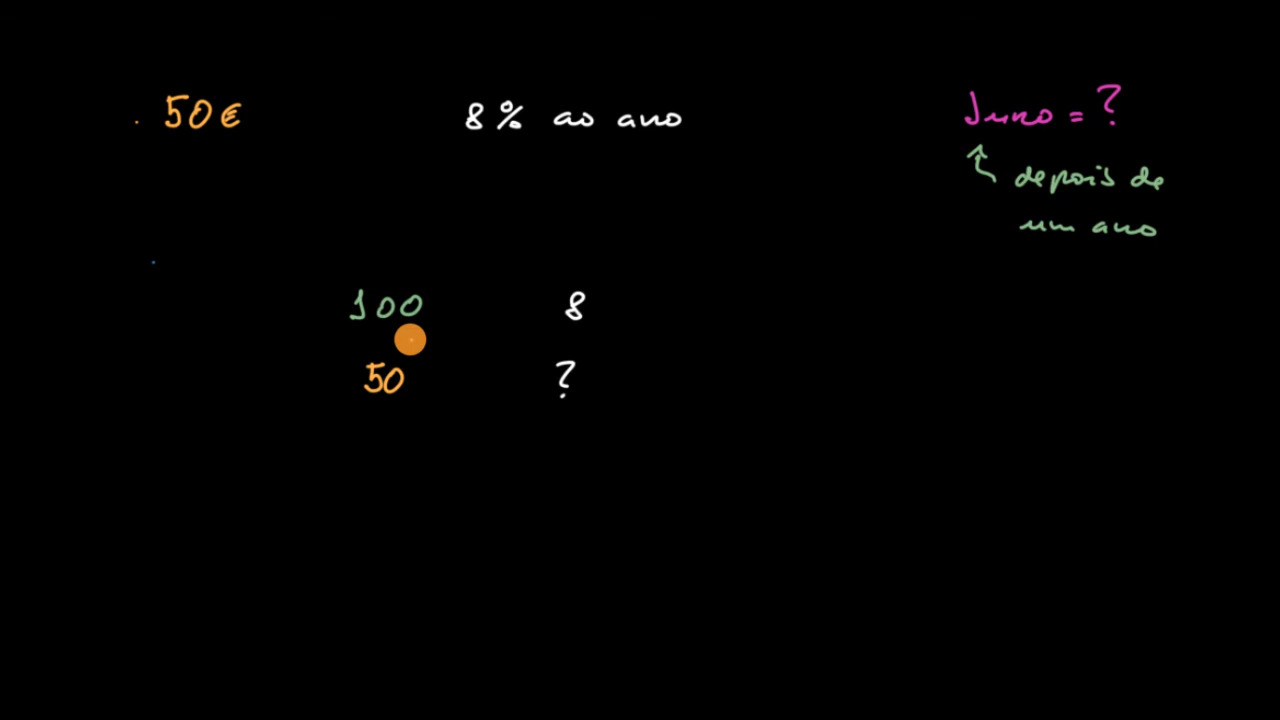 50€ 8% ao ano Juro = ?
depois de
um ano
100 8
50 ?